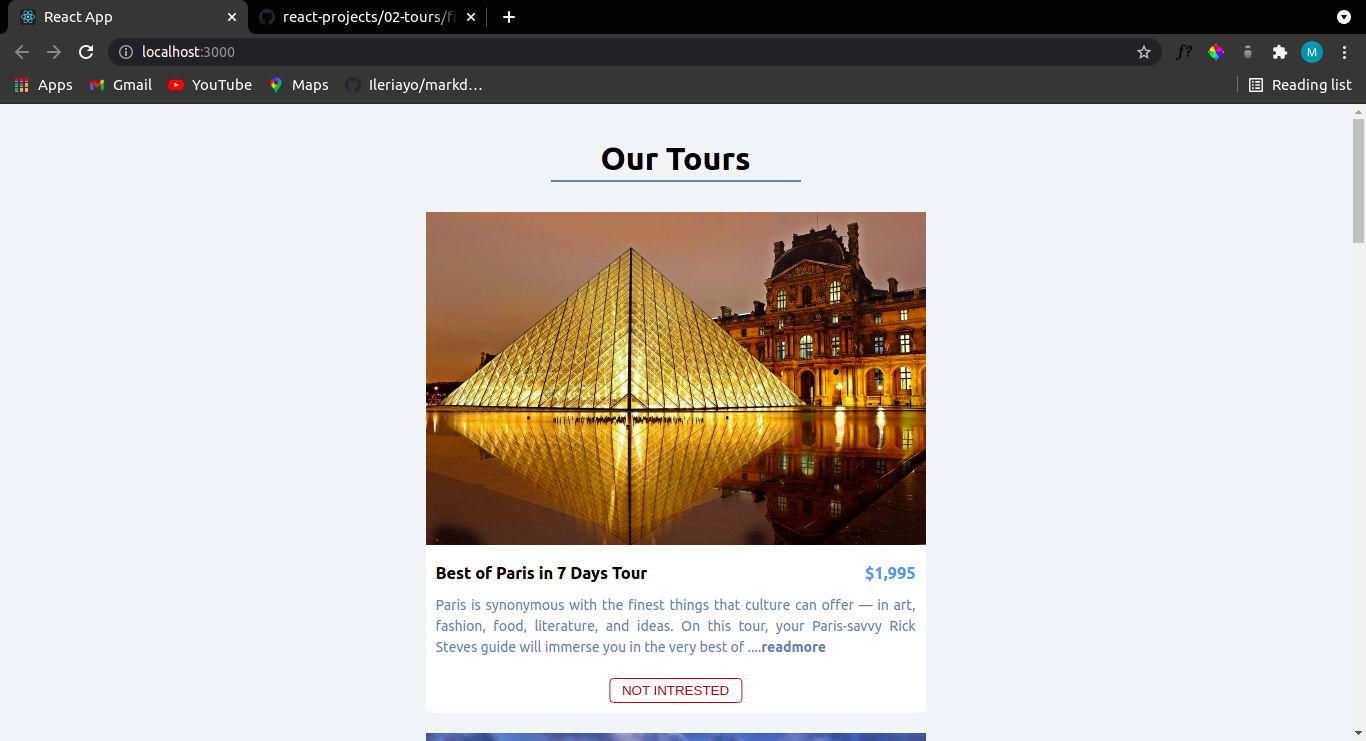 React App
react-projects/02-tours/fi
localhost:3000
M
Apps
Gmail
YouTube
Maps
Ileriayo/markd…
Reading list
Our Tours
Best of Paris in 7 Days Tour
$1,995
Paris is synonymous with the finest things that culture can offer — in art,
fashion, food, literature, and ideas. On this tour, your Paris-savvy Rick
Steves guide will immerse you in the very best of ....readmore
NOT INTRESTED